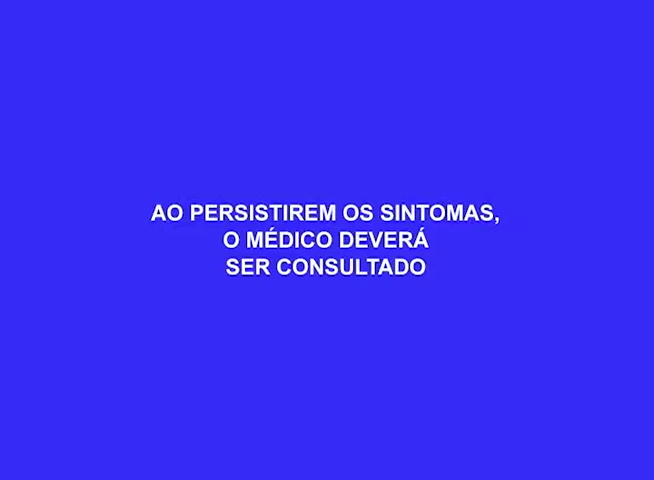 AO PERSISTIREM OS SINTOMAS,
O MÉDICO DEVERÁ
SER CONSULTADO